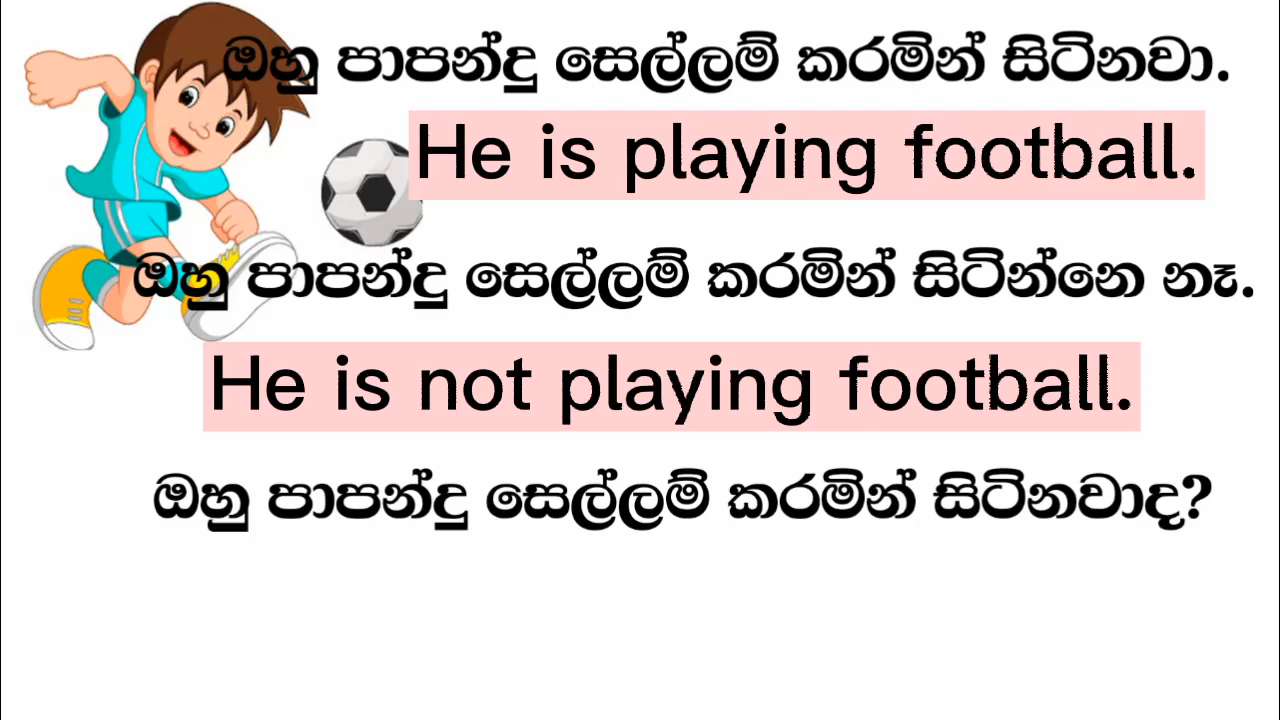 ඔහු පාපන්දු සෙල්ලම් කරමින් සිටිනවා.
He is playing football.
ඔහු පාපන්දු සෙල්ලම් කරමින් සිටින්නෙ නෑ.
He is not playing football.
ඔහු පාපන්දු සෙල්ලම් කරමින් සිටිනවාද?